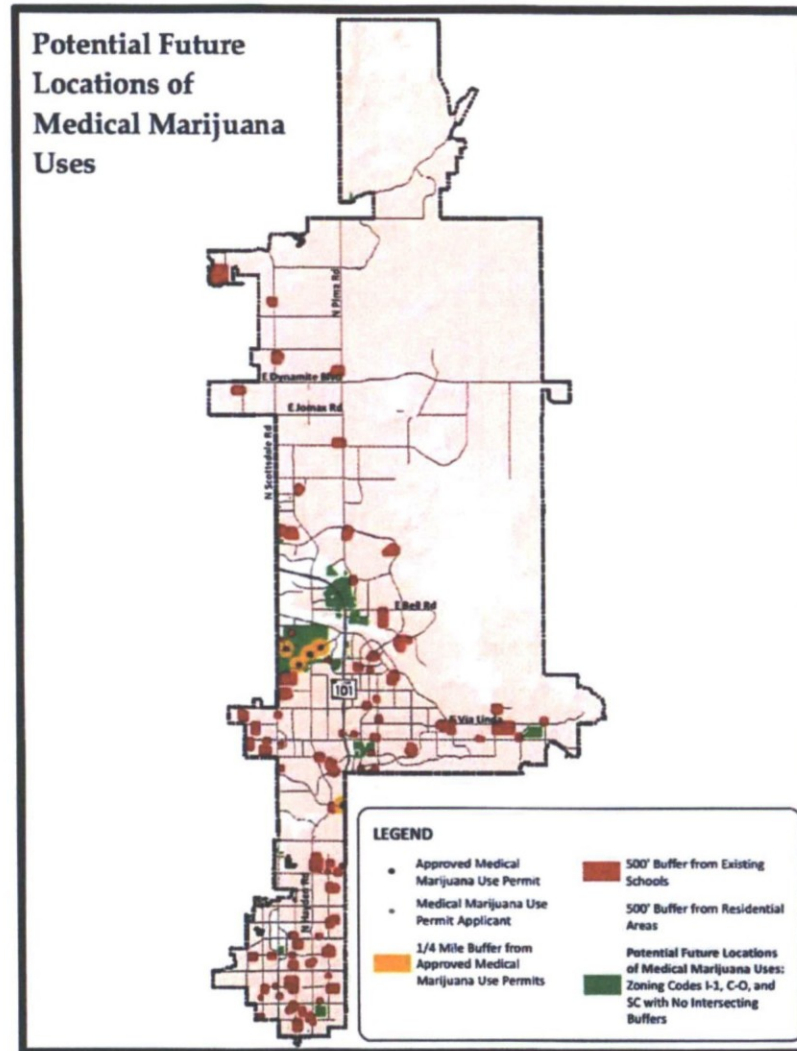 Potential Future
Locations of
Medical Marijuana
Uses
N Pima Rd
E Dynamite Blvd
E Jomax Rd
N Scottsdale Rd
E Bell Rd
101
E Via Linda
N Hayden Rd
LEGEND
Approved Medical
Marijuana Use Permit
Medical Marijuana Use
Permit Applicant
1/4 Mile Buffer from
Approved Medical
Marijuana Use Permits
500' Buffer from Existing
Schools
500' Buffer from Residential
Areas
Potential Future Locations
of Medical Marijuana Uses:
Zoning Codes I-1, C-O, and
SC with No Intersecting
Buffers